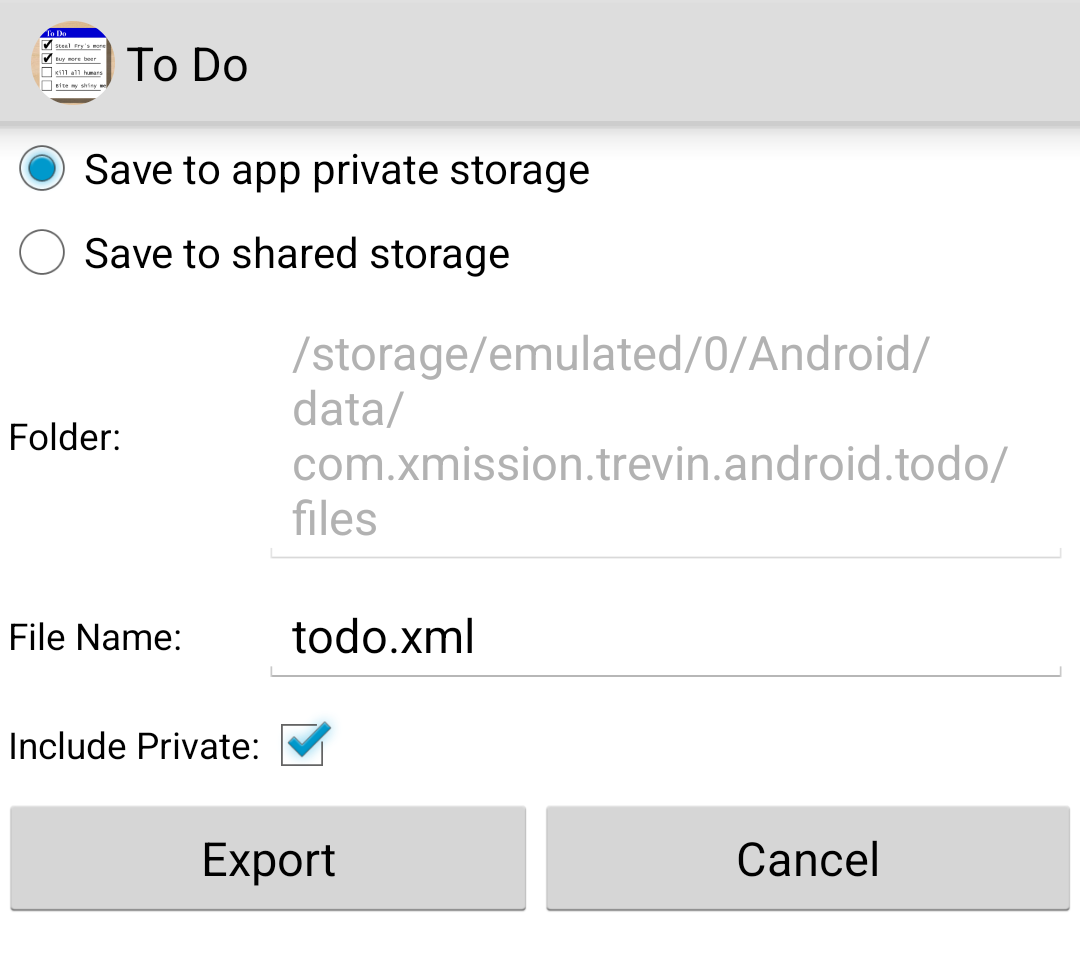 To Do
Steal Fry's mone
Buy more beer
Kill all humans
Bite my shiny me
To Do
Save to app private storage
Save to shared storage
Folder:
/storage/emulated/0/Android/
data/
com.xmission.trevin.android.todo/
files
File Name:
todo.xml
Include Private:
Export
Cancel